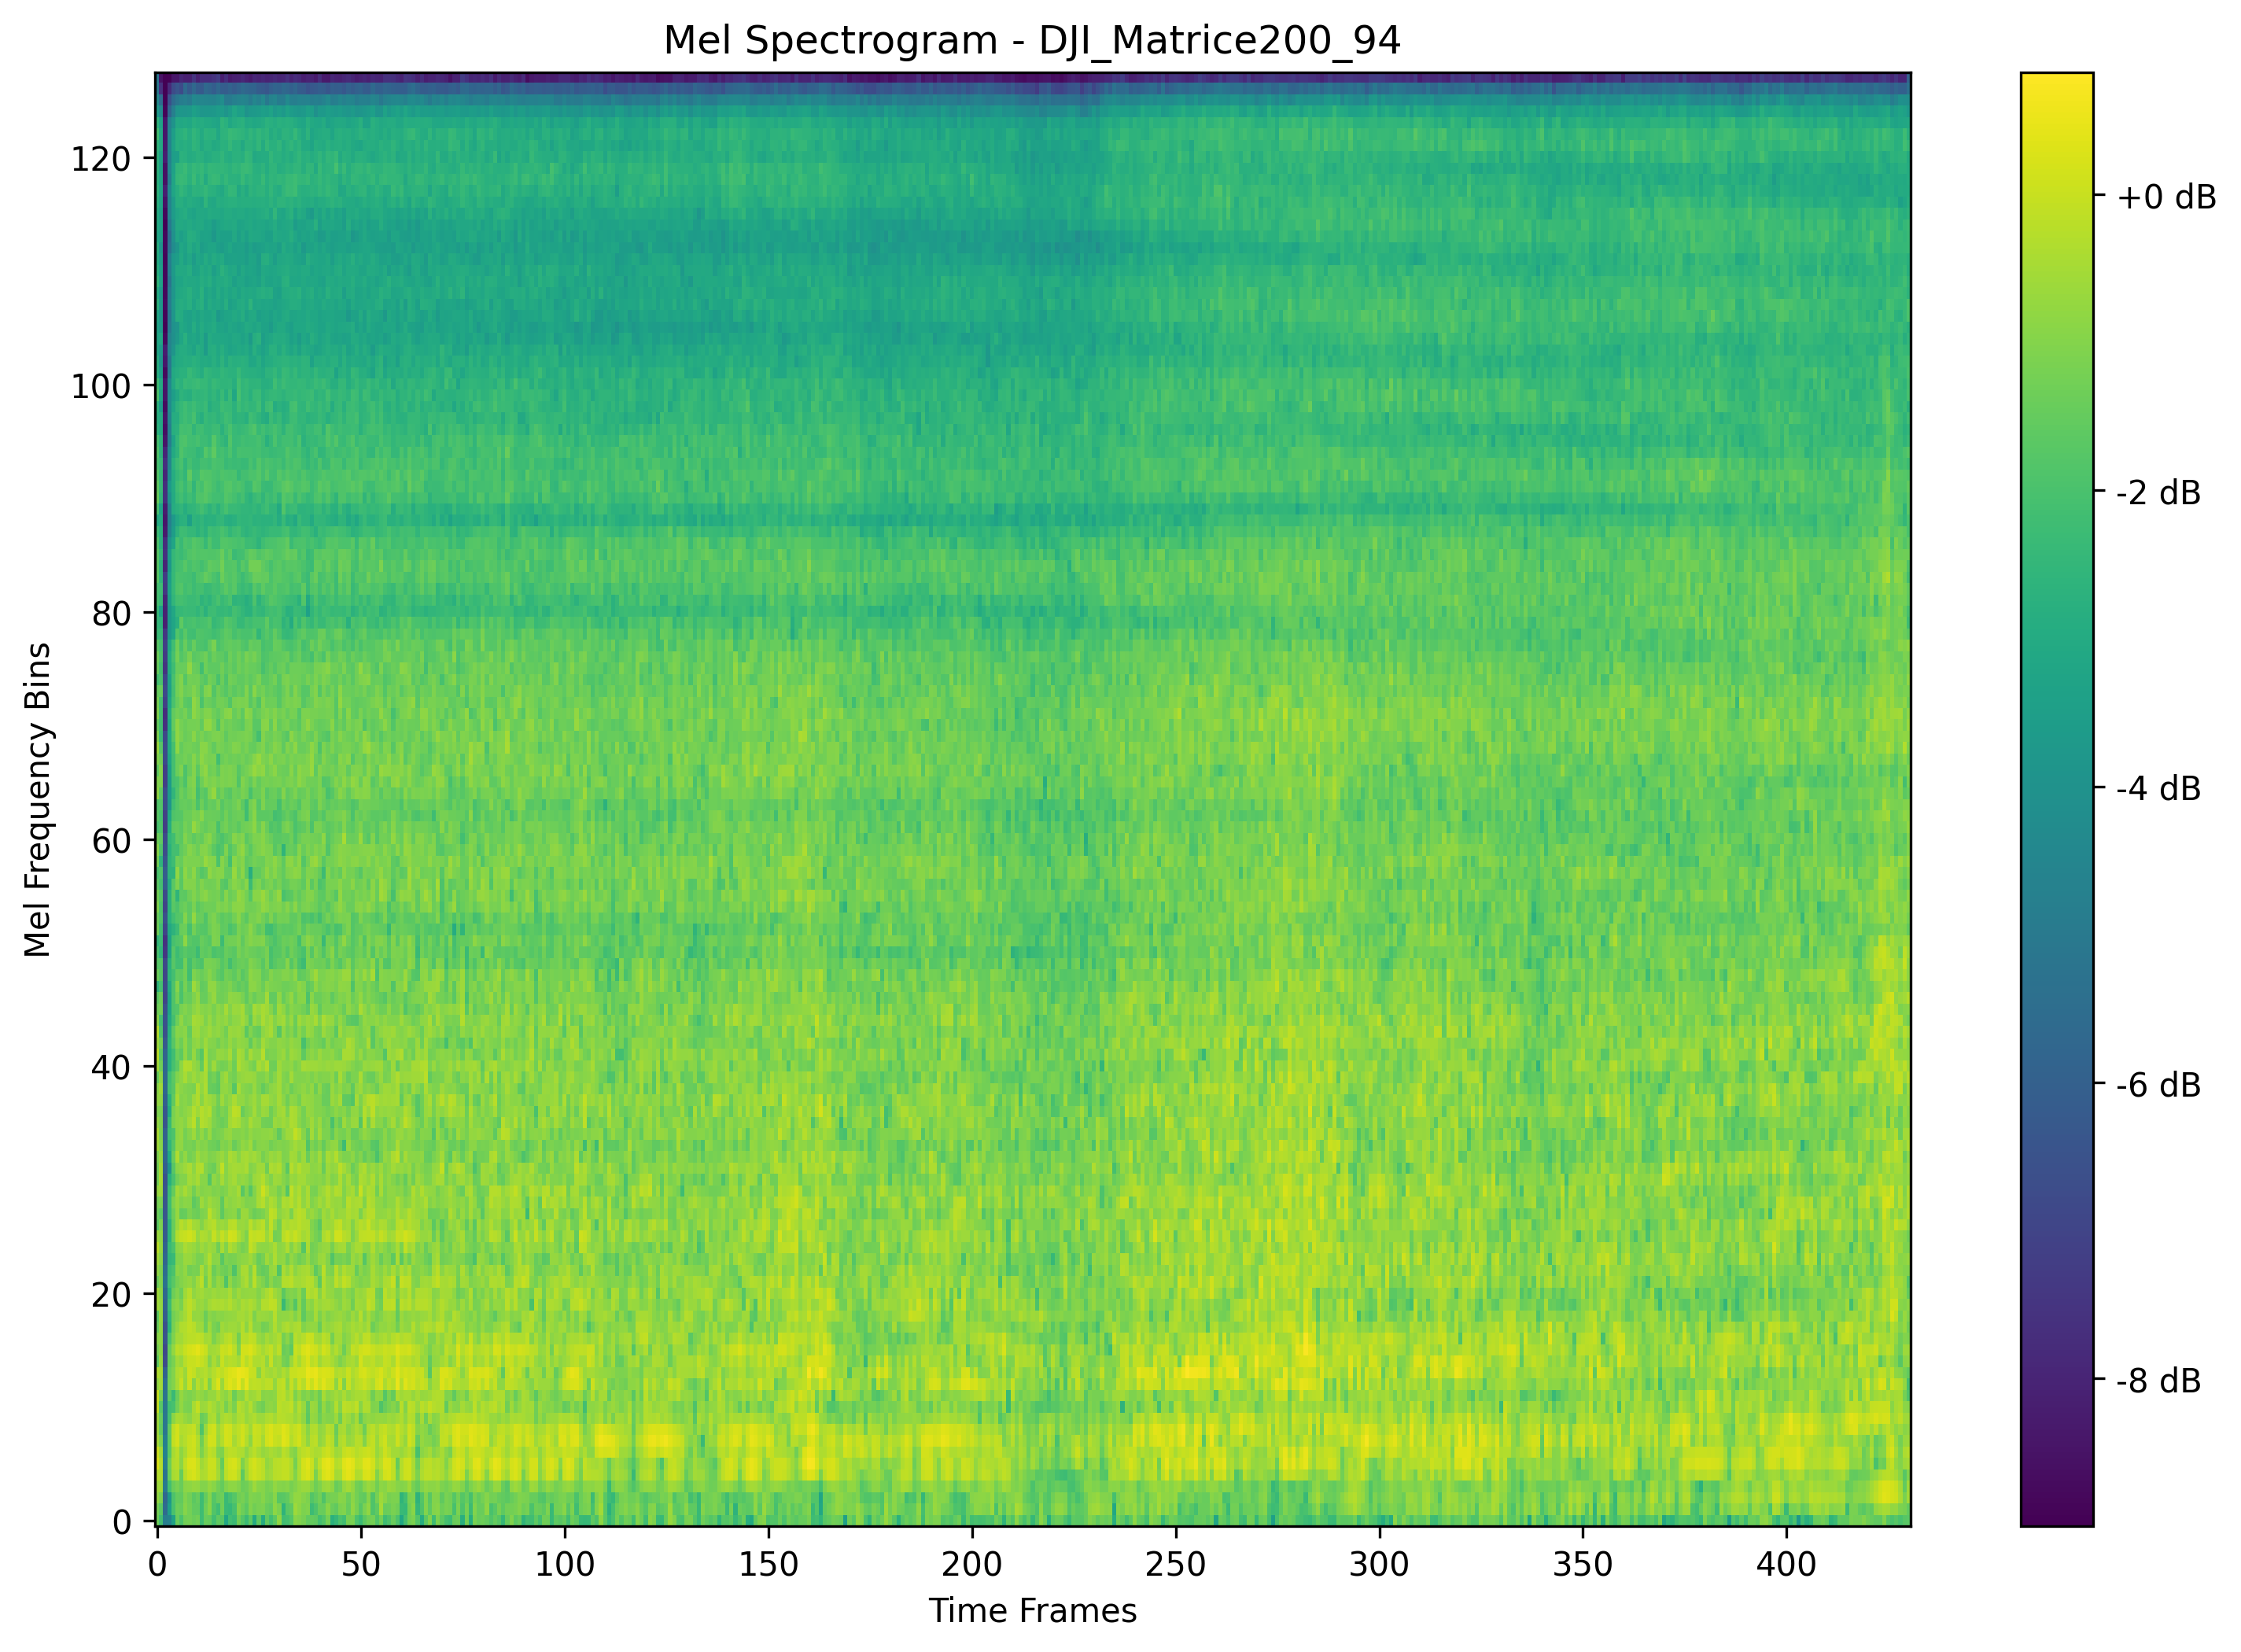 Mel Spectrogram - DJI_Matrice200_94
Mel Frequency Bins
120
100
80
60
40
20
0
0 50 100 150 200 250 300 350 400
Time Frames
+0 dB
-2 dB
-4 dB
-6 dB
-8 dB